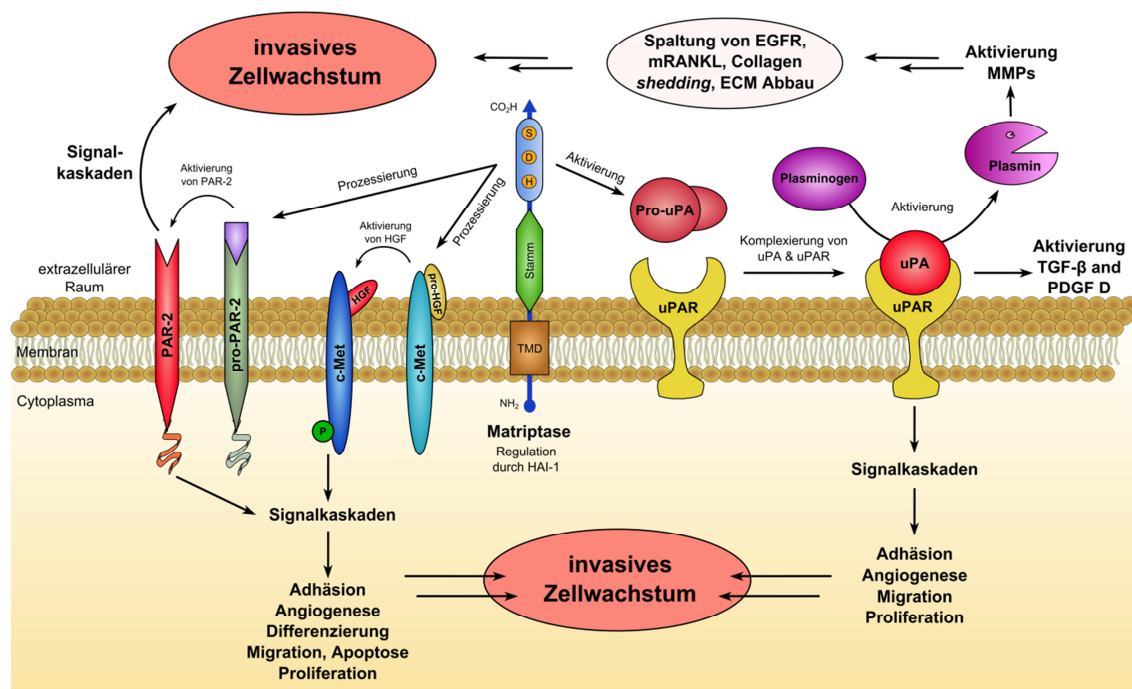 invasives
Zellwachstum
Spaltung von EGFR,
mRANKL, Collagen
shedding, ECM Abbau
Aktivierung
MMPs
CO₂H
S
D
H
Signal-
kaskaden
Aktivierung
von PAR-2
Prozessierung
Prozessierung
Aktivierung
Pro-uPA
Plasminogen
Plasmin
Aktivierung
Aktivierung
von HGF
Stamm
Komplexierung von
uPA & uPAR
uPA
Aktivierung
TGF-β and
PDGF D
extrazellulärer
Raum
PAR-2
pro-PAR-2
HGF
c-Met
pro-HGF
c-Met
uPAR
uPAR
Membran
TMD
Cytoplasma
NH₂
P
Matriptase
Regulation
durch HAI-1
Signalkaskaden
Signalkaskaden
Adhäsion
Angiogenese
Differenzierung
Migration, Apoptose
Proliferation
invasives
Zellwachstum
Adhäsion
Angiogenese
Migration
Proliferation